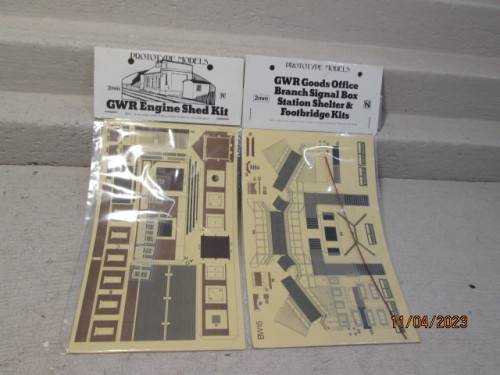 PROTOTYPE MODELS
2mm
N
GWR Engine Shed Kit
PROTOTYPE MODELS
GWR Goods Office
Branch Signal Box
2mm
Station Shelter &
N
Footbridge Kits
BW15
11/04/2023